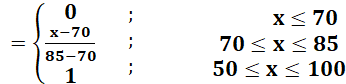 = { 0 ; x ≤ 70
x−70/85−70 ; 70 ≤ x ≤ 85
1 ; 50 ≤ x ≤ 100